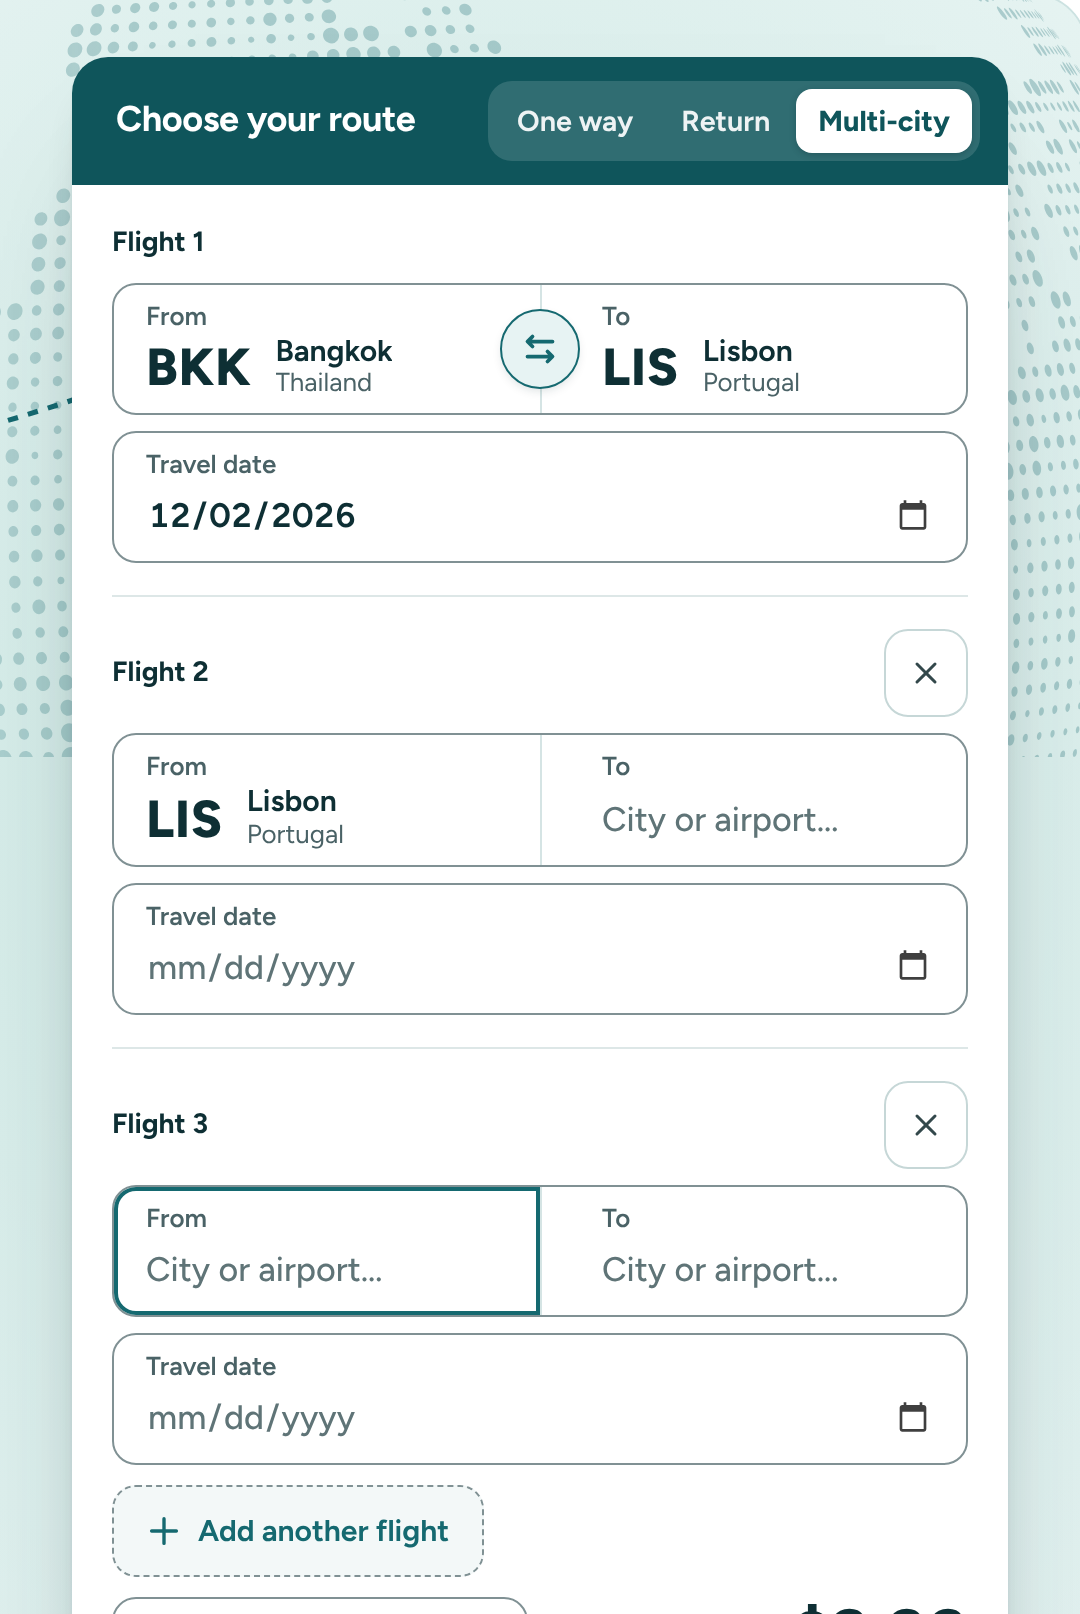 Choose your route
One way
Return
Multi-city
Flight 1
From
BKK
Bangkok
Thailand
To
LIS
Lisbon
Portugal
Travel date
12/02/2026
Flight 2
From
LIS
Lisbon
Portugal
To
City or airport...
Travel date
mm/dd/yyyy
Flight 3
From
City or airport...
To
City or airport...
Travel date
mm/dd/yyyy
Add another flight